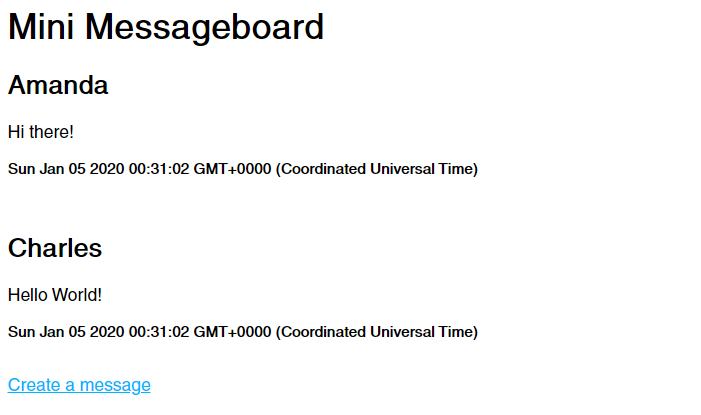 Mini Messageboard
Amanda
Hi there!
Sun Jan 05 2020 00:31:02 GMT+0000 (Coordinated Universal Time)
Charles
Hello World!
Sun Jan 05 2020 00:31:02 GMT+0000 (Coordinated Universal Time)
Create a message